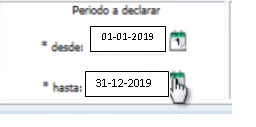 Periodo a declarar
* desde: 01-01-2019
* hasta: 31-12-2019